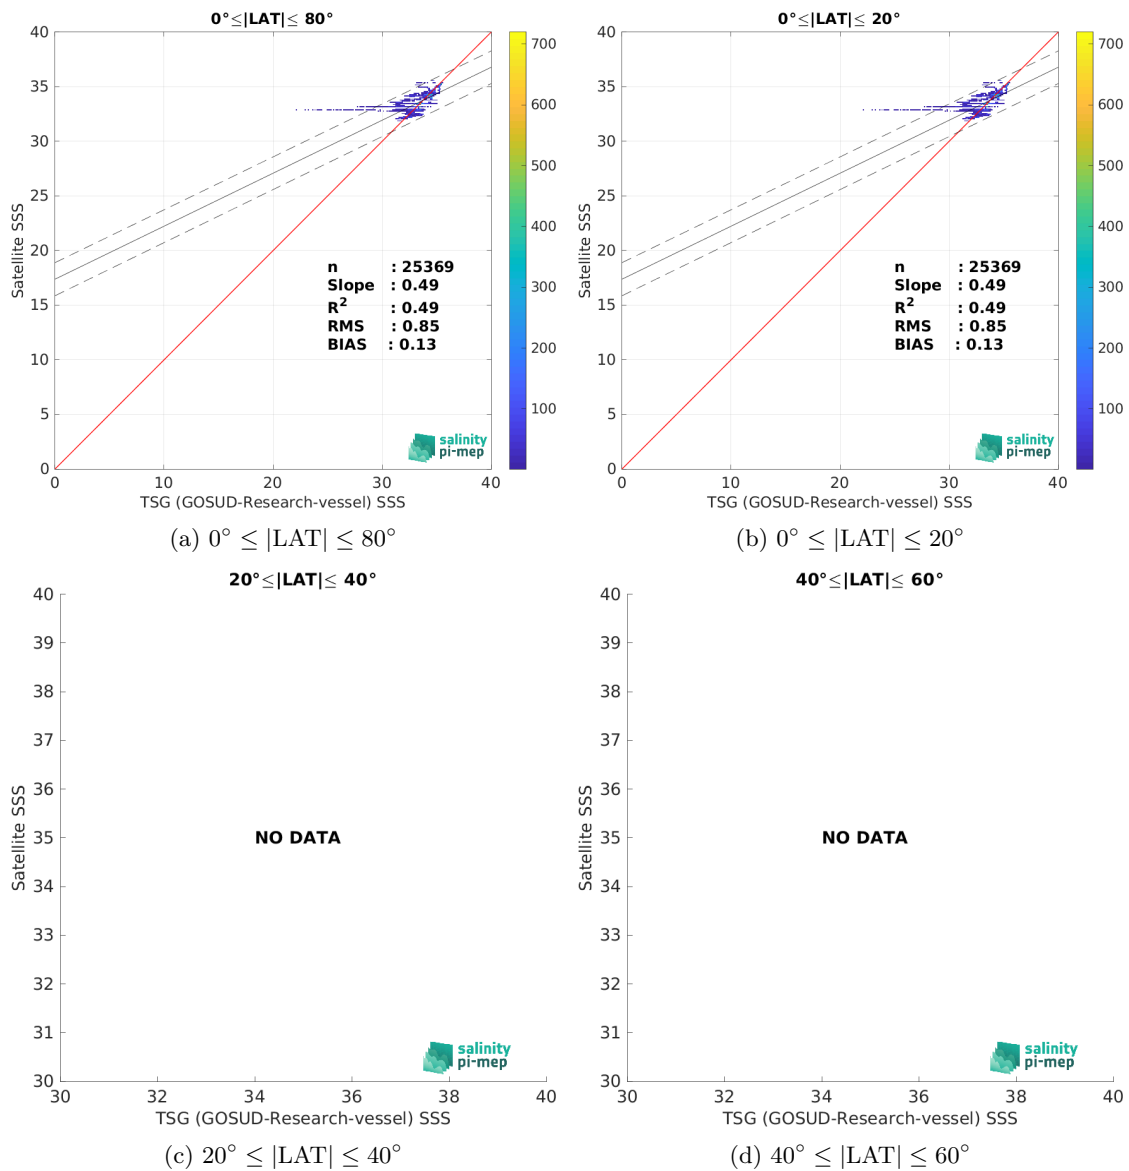 0°≤|LAT|≤ 80°
40
35
30
25
20
15
10
5
0
Satellite SSS
n : 25369
Slope : 0.49
R² : 0.49
RMS : 0.85
BIAS : 0.13
salinity
pi-mep
0 10 20 30 40
TSG (GOSUD-Research-vessel) SSS
700
600
500
400
300
200
100
(a) 0° ≤ |LAT| ≤ 80°
0°≤|LAT|≤ 20°
40
35
30
25
20
15
10
5
0
Satellite SSS
n : 25369
Slope : 0.49
R² : 0.49
RMS : 0.85
BIAS : 0.13
salinity
pi-mep
0 10 20 30 40
TSG (GOSUD-Research-vessel) SSS
700
600
500
400
300
200
100
(b) 0° ≤ |LAT| ≤ 20°
20°≤|LAT|≤ 40°
40
39
38
37
36
35
34
33
32
31
30
Satellite SSS
NO DATA
salinity
pi-mep
30 32 34 36 38 40
TSG (GOSUD-Research-vessel) SSS
(c) 20° ≤ |LAT| ≤ 40°
40°≤|LAT|≤ 60°
40
39
38
37
36
35
34
33
32
31
30
Satellite SSS
NO DATA
salinity
pi-mep
30 32 34 36 38 40
TSG (GOSUD-Research-vessel) SSS
(d) 40° ≤ |LAT| ≤ 60°